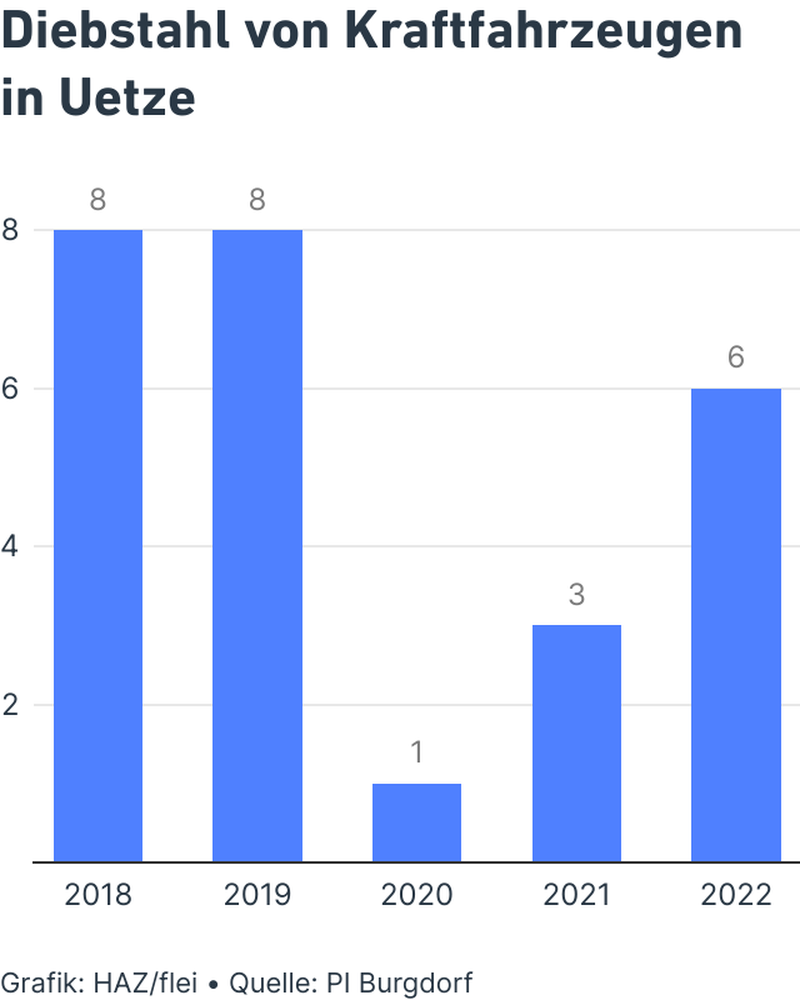 Diebstahl von Kraftfahrzeugen
in Uetze
8 8
8
6
6
4
3
2
1
2018 2019 2020 2021 2022
Grafik: HAZ/flei • Quelle: PI Burgdorf